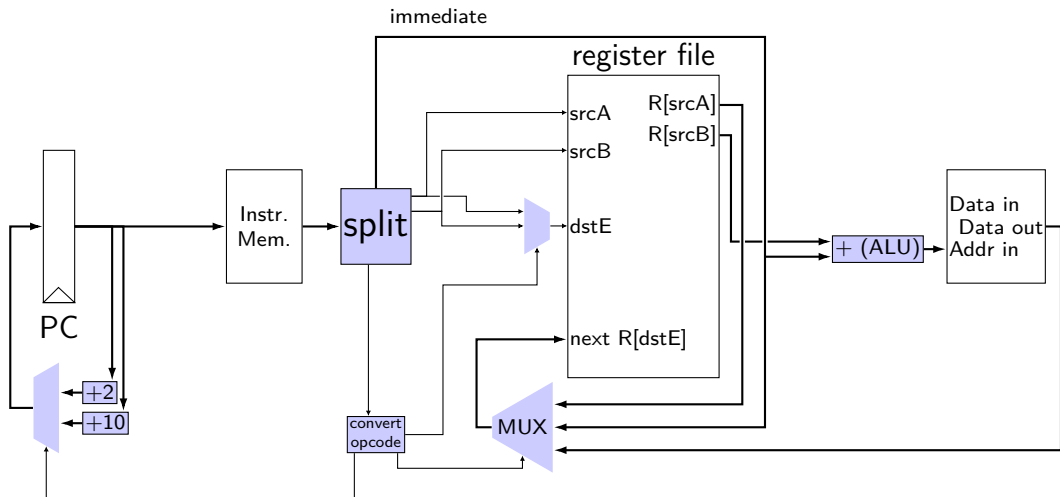 immediate
register file
srcA
R[srcA]
R[srcB]
srcB
Instr.
Mem.
split
dstE
Data in
Data out
Addr in
+ (ALU)
PC
next R[dstE]
+2
+10
convert
opcode
MUX